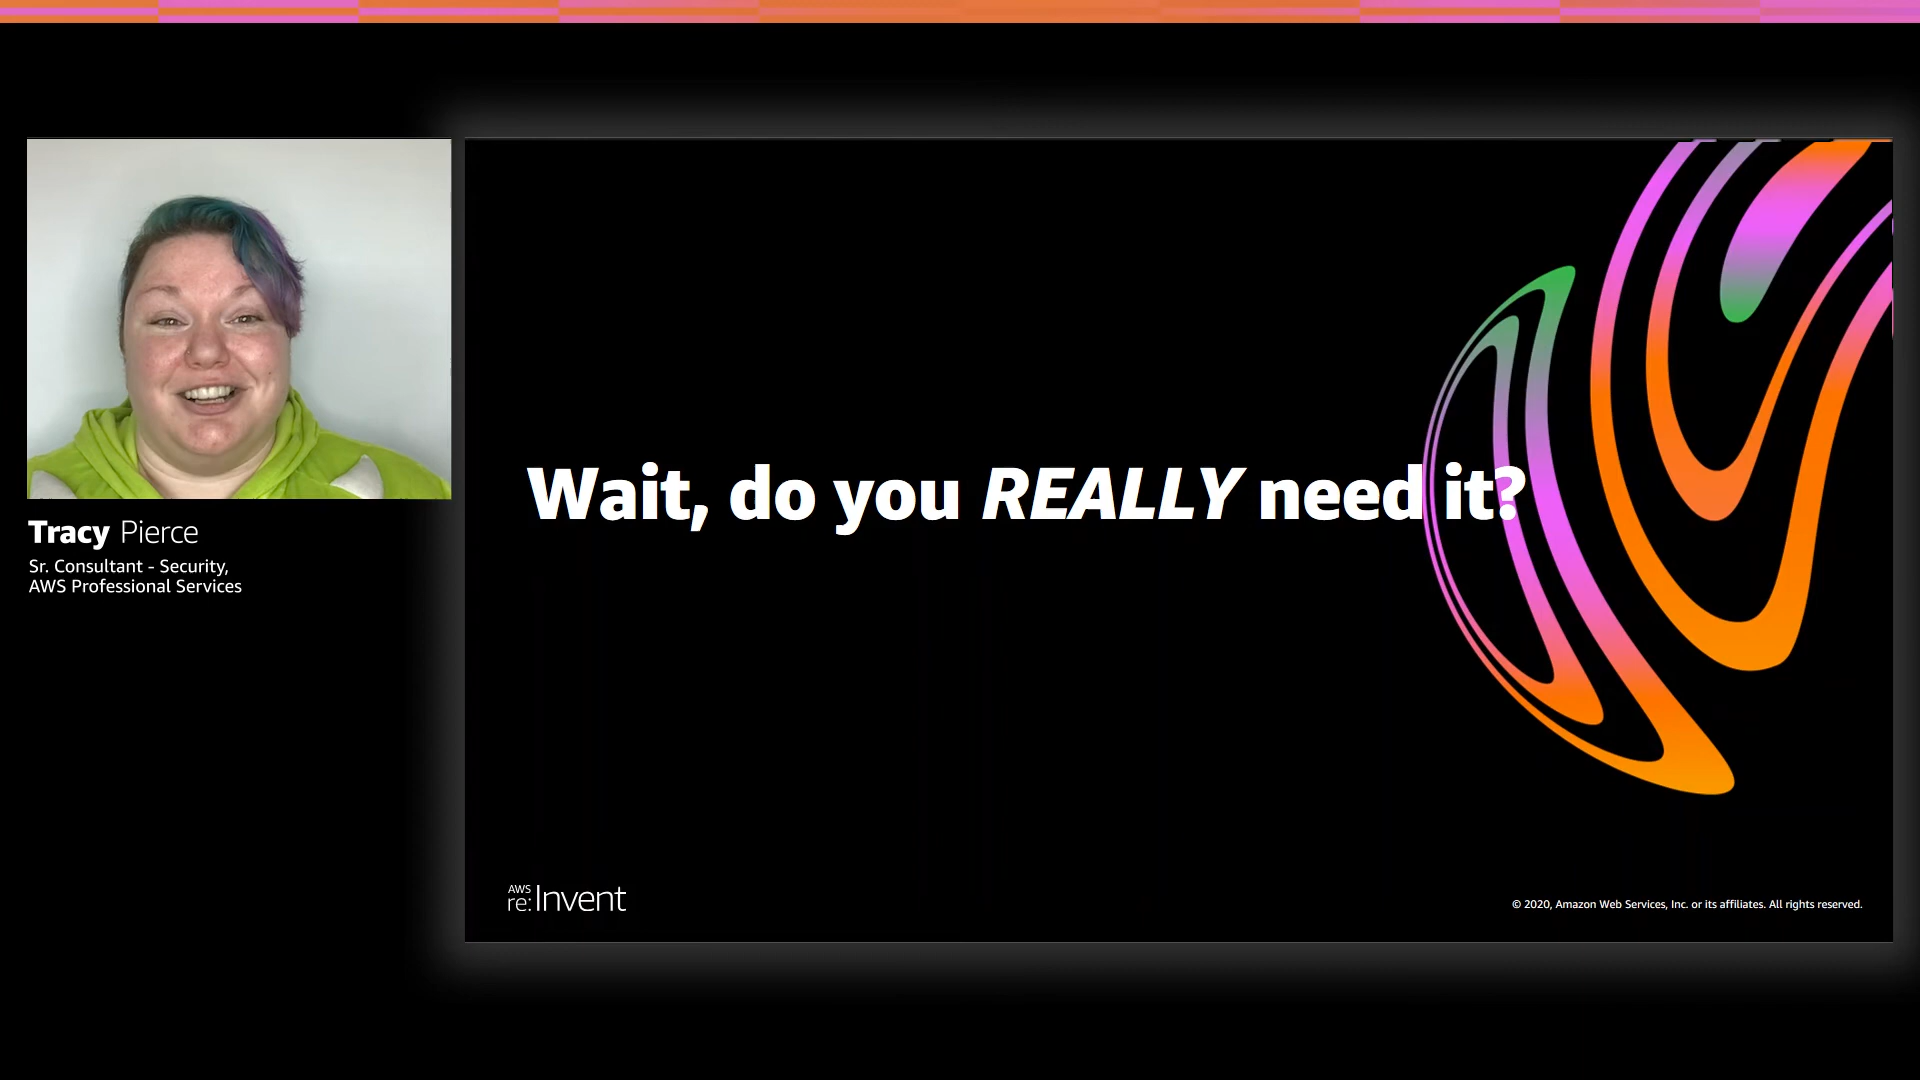 Wait, do you REALLY need it?
Tracy Pierce
Sr. Consultant - Security,
AWS Professional Services
AWS
re:Invent
© 2020, Amazon Web Services, Inc. or its affiliates. All rights reserved.